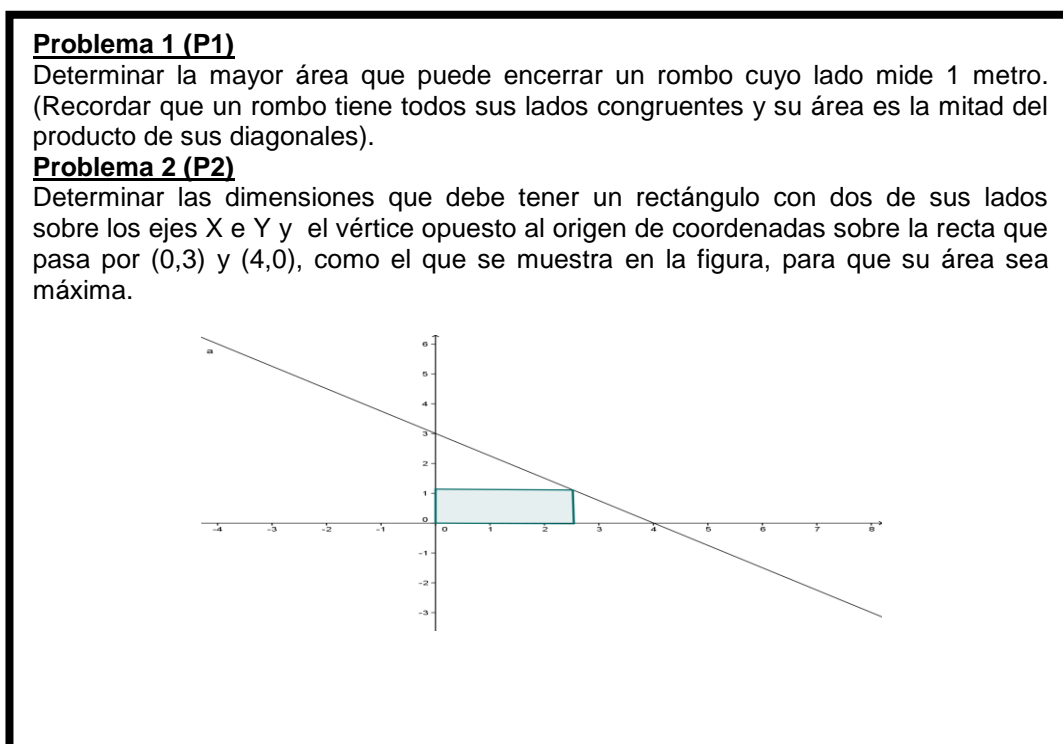 Problema 1 (P1)
Determinar la mayor área que puede encerrar un rombo cuyo lado mide 1 metro.
(Recordar que un rombo tiene todos sus lados congruentes y su área es la mitad del
producto de sus diagonales).
Problema 2 (P2)
Determinar las dimensiones que debe tener un rectángulo con dos de sus lados
sobre los ejes X e Y y el vértice opuesto al origen de coordenadas sobre la recta que
pasa por (0,3) y (4,0), como el que se muestra en la figura, para que su área sea
máxima.
a
6
5
4
3
2
1
0
-4 -3 -2 -1 0 1 2 3 4 5 6 7 8
-1
-2
-3